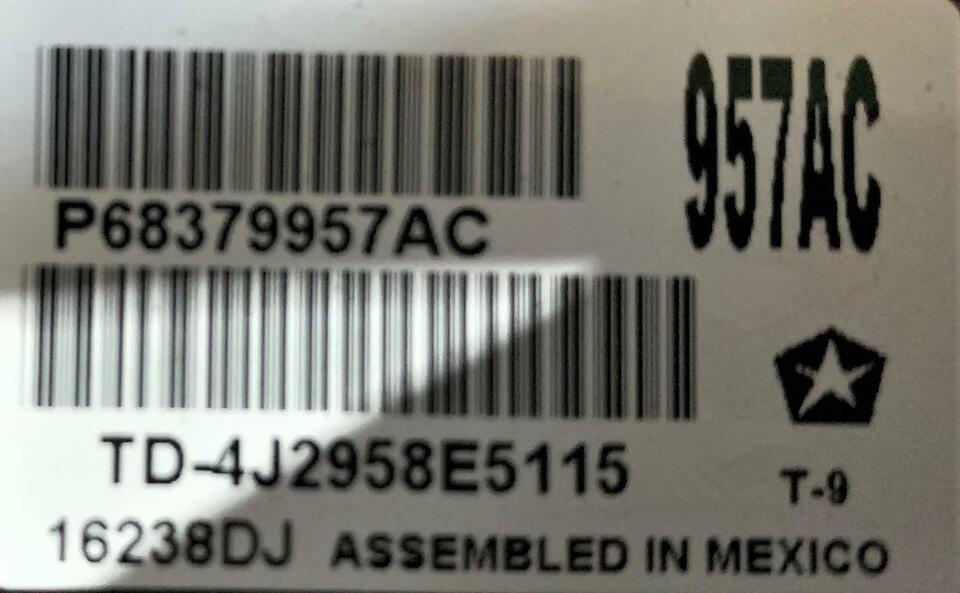 P68379957AC
957AC
TD-4J2958E5115
T-9
16238DJ ASSEMBLED IN MEXICO